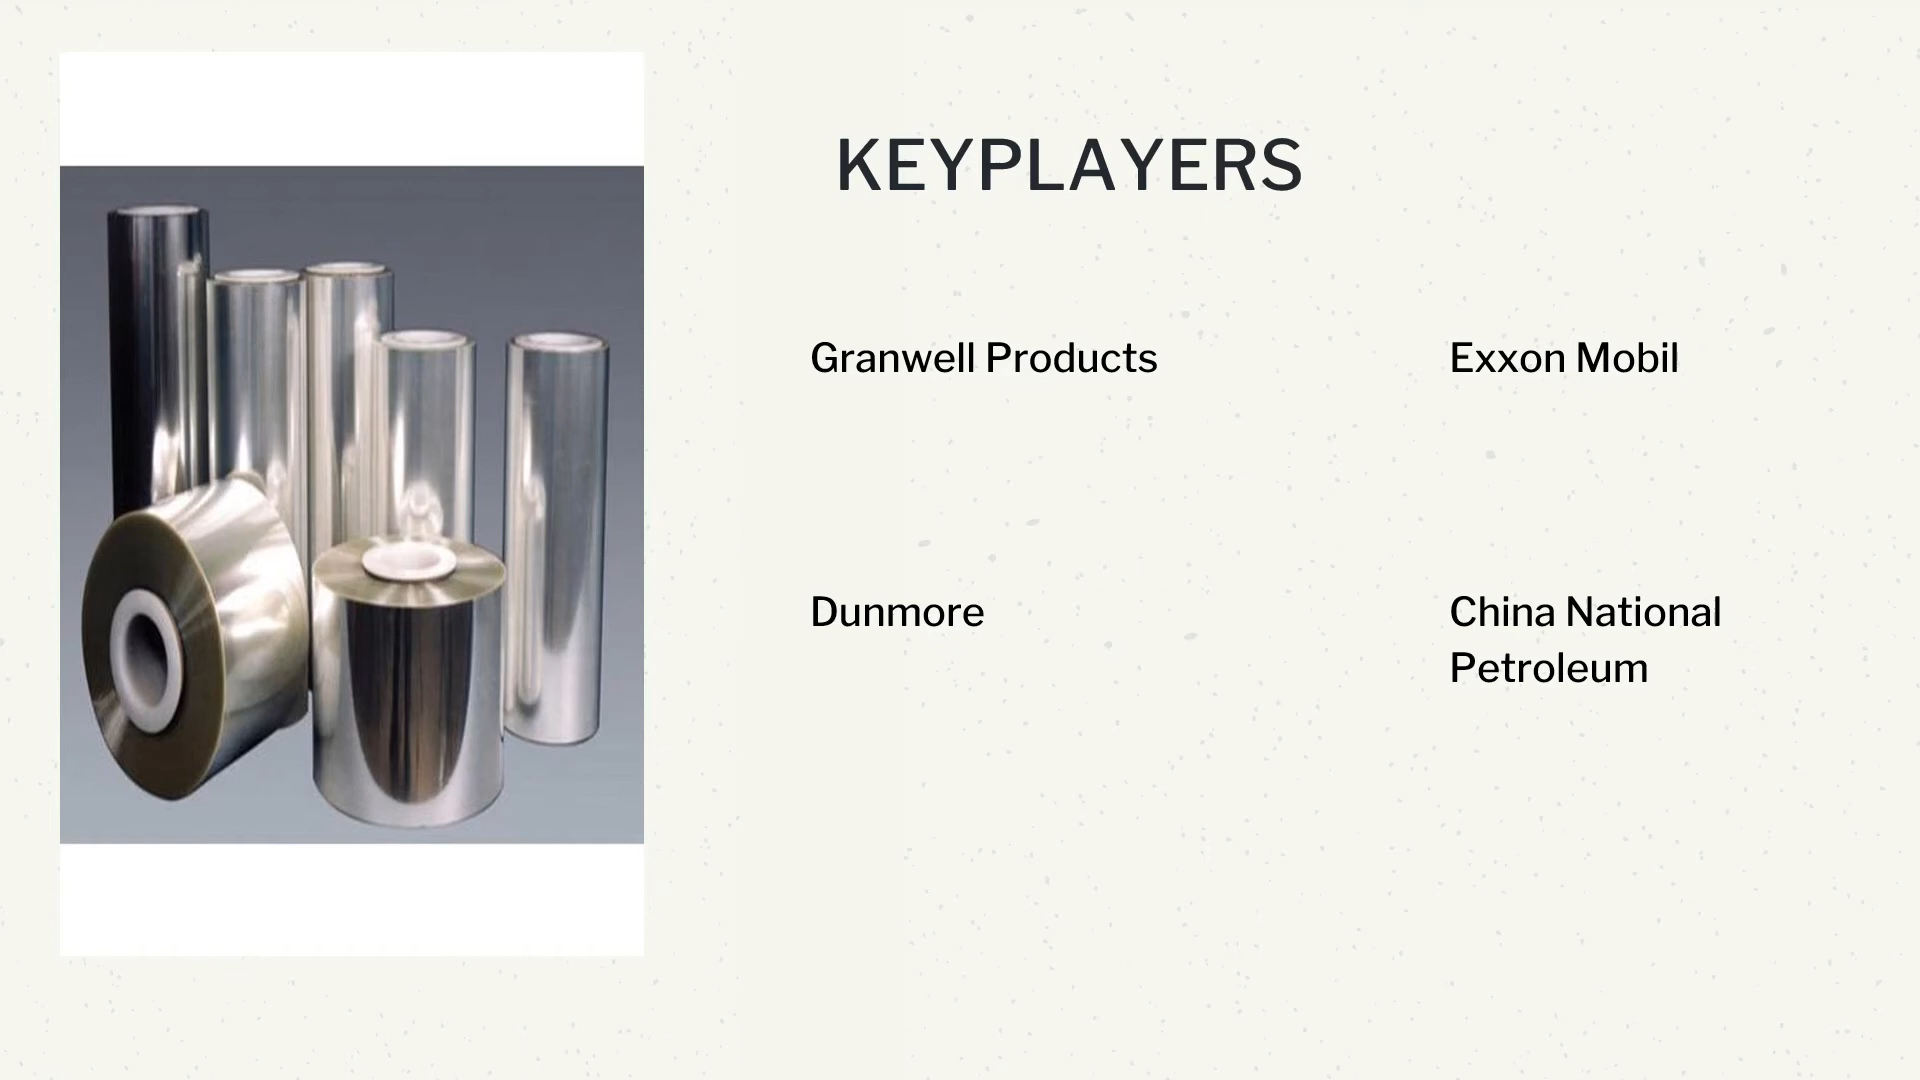 KEYPLAYERS
Granwell Products
Exxon Mobil
Dunmore
China National
Petroleum